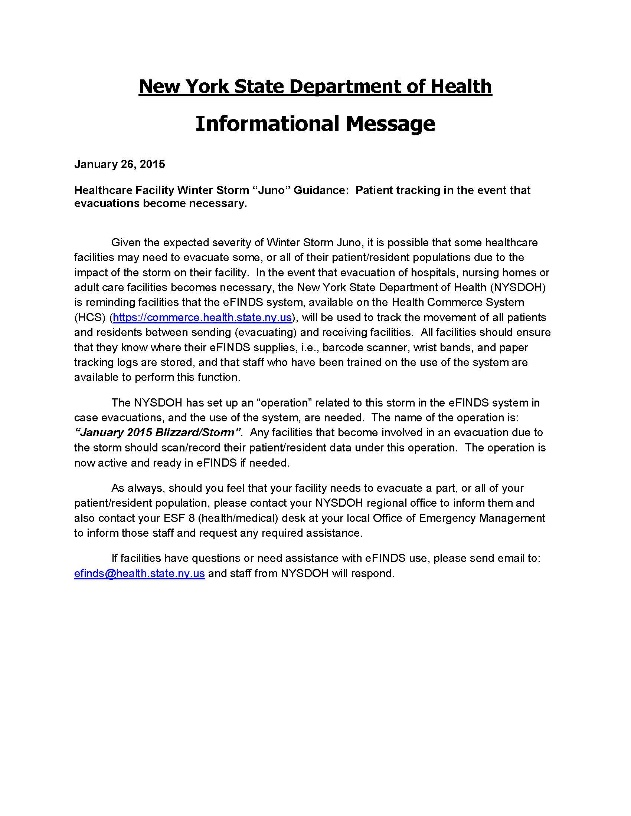 New York State Department of Health
Informational Message
January 26, 2015
Healthcare Facility Winter Storm “Juno” Guidance:  Patient tracking in the event that
evacuations become necessary.
Given the expected severity of Winter Storm Juno, it is possible that some healthcare
facilities may need to evacuate some, or all of their patient/resident populations due to the
impact of the storm on their facility.  In the event that evacuation of hospitals, nursing homes or
adult care facilities becomes necessary, the New York State Department of Health (NYSDOH)
is reminding facilities that the eFINDS system, available on the Health Commerce System
(HCS) (https://commerce.health.state.ny.us), will be used to track the movement of all patients
and residents between sending (evacuating) and receiving facilities.  All facilities should ensure
that they know where their eFINDS supplies, i.e., barcode scanner, wrist bands, and paper
tracking logs are stored, and that staff who have been trained on the use of the system are
available to perform this function.
The NYSDOH has set up an “operation” related to this storm in the eFINDS system in
case evacuations, and the use of the system, are needed.  The name of the operation is:
“January 2015 Blizzard/Storm”.  Any facilities that become involved in an evacuation due to
the storm should scan/record their patient/resident data under this operation.  The operation is
now active and ready in eFINDS if needed.
As always, should you feel that your facility needs to evacuate a part, or all of your
patient/resident population, please contact your NYSDOH regional office to inform them and
also contact your ESF 8 (health/medical) desk at your local Office of Emergency Management
to inform those staff and request any required assistance.
If facilities have questions or need assistance with eFINDS use, please send email to:
efinds@health.state.ny.us and staff from NYSDOH will respond.